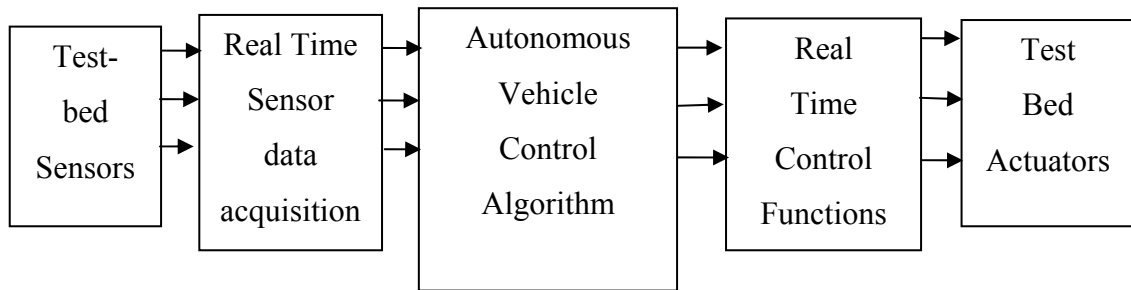 Test-
bed
Sensors
Real Time
Sensor
data
acquisition
Autonomous
Vehicle
Control
Algorithm
Real
Time
Control
Functions
Test
Bed
Actuators